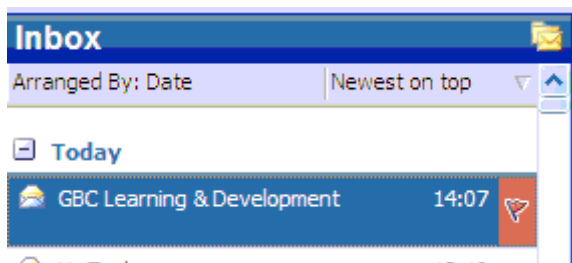 Inbox
Arranged By: Date Newest on top
Today
GBC Learning & Development 14:07